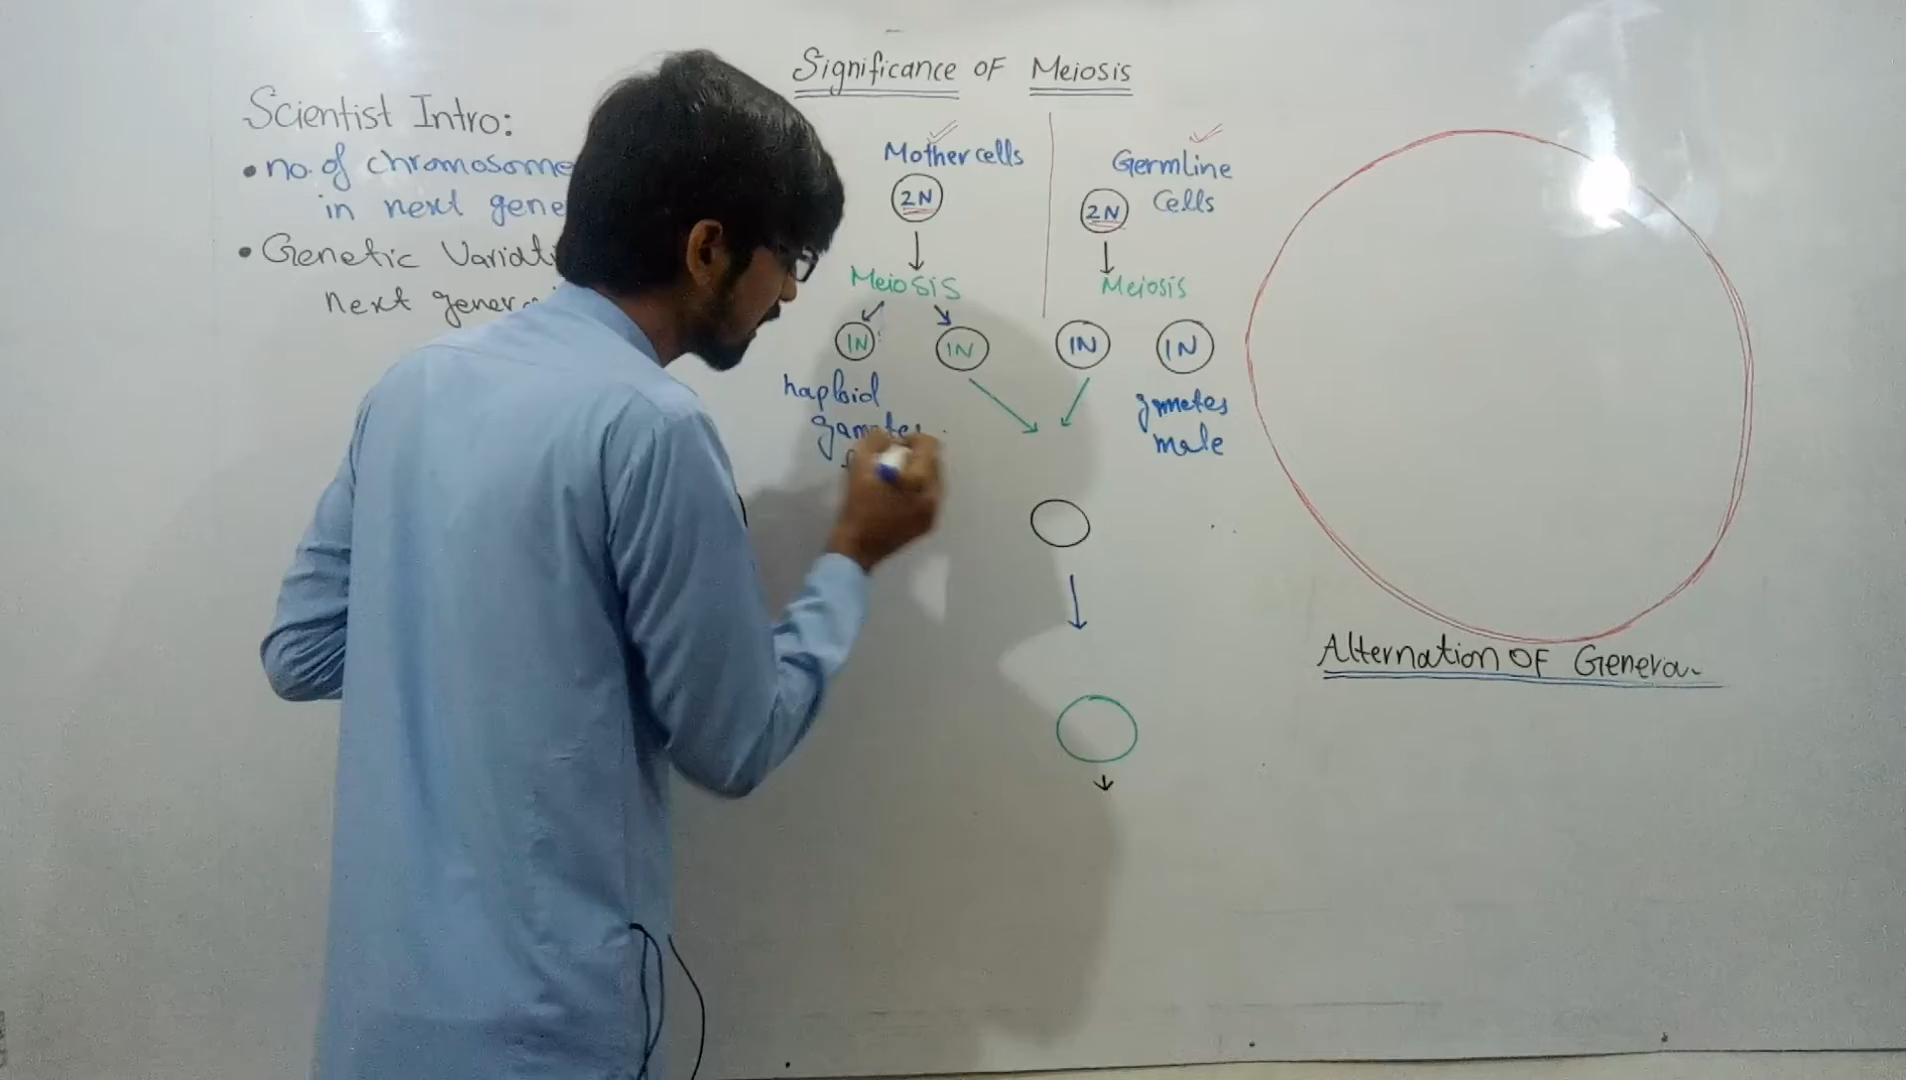 Significance OF Meiosis
Scientist Intro:
• no. of chromosome
in next gene
• Genetic Variati
next gener
Mother cells
2N
Meiosis
1N 1N
haploid
gametes
Germline
Cells
2N
Meiosis
1N 1N
gmetes
male
Alternation OF Genera